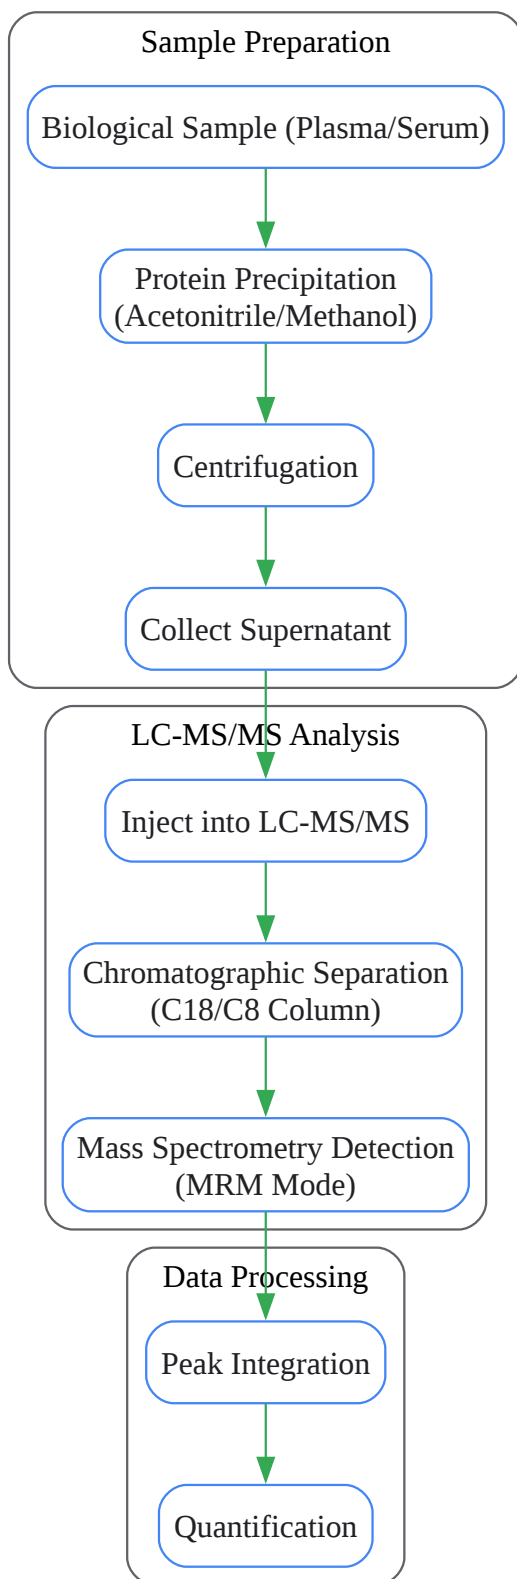 Sample Preparation
Biological Sample (Plasma/Serum)
Protein Precipitation
(Acetonitrile/Methanol)
Centrifugation
Collect Supernatant
LC-MS/MS Analysis
Inject into LC-MS/MS
Chromatographic Separation
(C18/C8 Column)
Mass Spectrometry Detection
(MRM Mode)
Data Processing
Peak Integration
Quantification